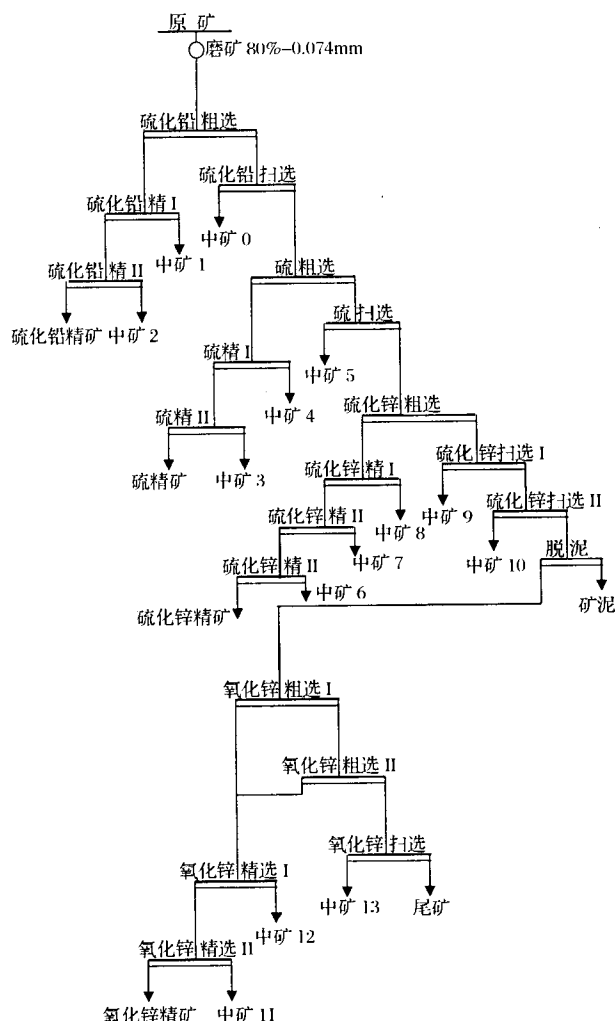 原 矿
磨矿 80%-0.074mm
硫化铅 粗选
硫化铅 扫选
硫化铅 精 I
中矿 0
中矿 1
硫化铅 精 II
硫 粗选
硫化铅精矿 中矿 2
硫 扫选
硫 精 I
中矿 5
中矿 4
硫化锌 粗选
硫 精 II
硫化 锌 扫选 I
硫化锌 精 I
硫精矿
中矿 3
中矿 9
硫化 锌 扫选 II
中矿 8
硫化锌 精 II
中矿 7
中矿 10
脱泥
硫化 锌 精 II
中矿 6
矿泥
硫化锌精矿
氧化锌 粗选 I
氧化锌 粗选 II
氧化锌 扫选
氧化锌 精选 I
中矿 13
尾矿
中矿 12
氧化锌 精选 II
氧化锌精矿
中矿 11